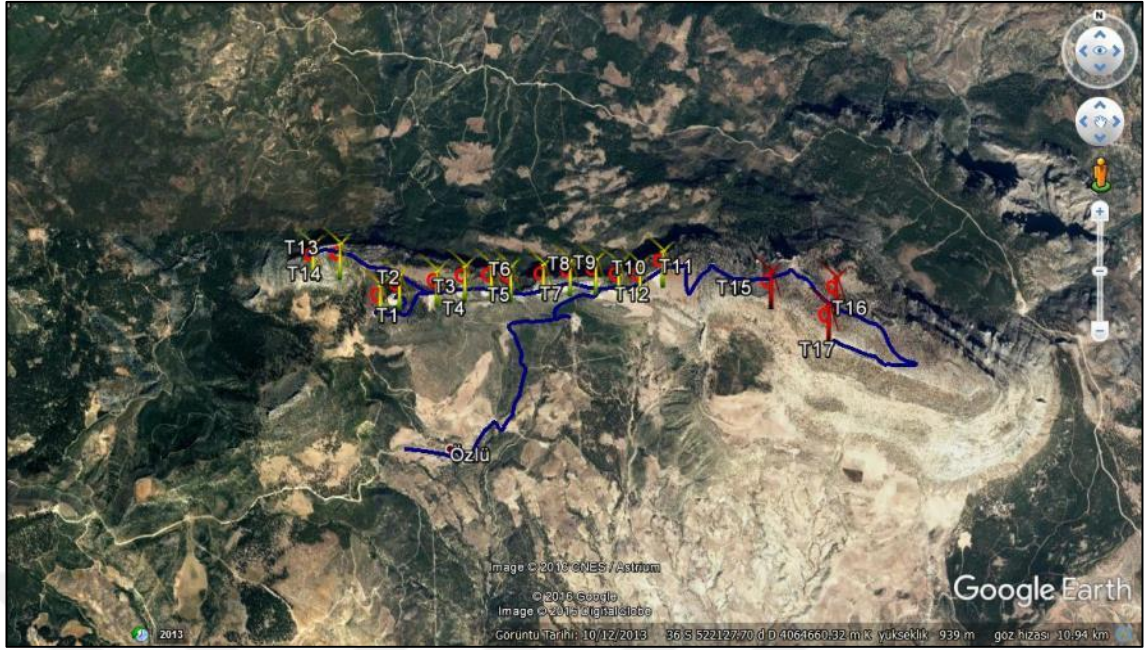 N
T13
T14
T2
T1
T3
T4
T6
T5
T8
T7
T9
T10
T12
T11
T15
T16
T17
Özlü
Image © 2016 CNES / Astrium
© 2016 Google
Image © 2016 DigitalGlobe
Google Earth
2013
Görüntü Tarihi: 10/12/2013 36 S 522127.70 d D 4064660.32 m K yükseklik 939 m göz hizası 10.94 km